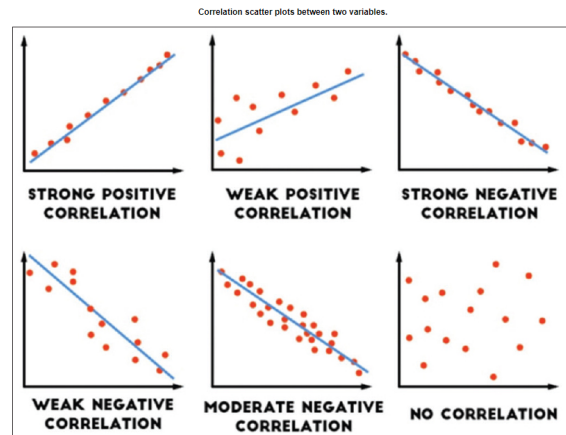 Correlation scatter plots between two variables.
STRONG POSITIVE
CORRELATION
WEAK POSITIVE
CORRELATION
STRONG NEGATIVE
CORRELATION
WEAK NEGATIVE
CORRELATION
MODERATE NEGATIVE
CORRELATION
NO CORRELATION